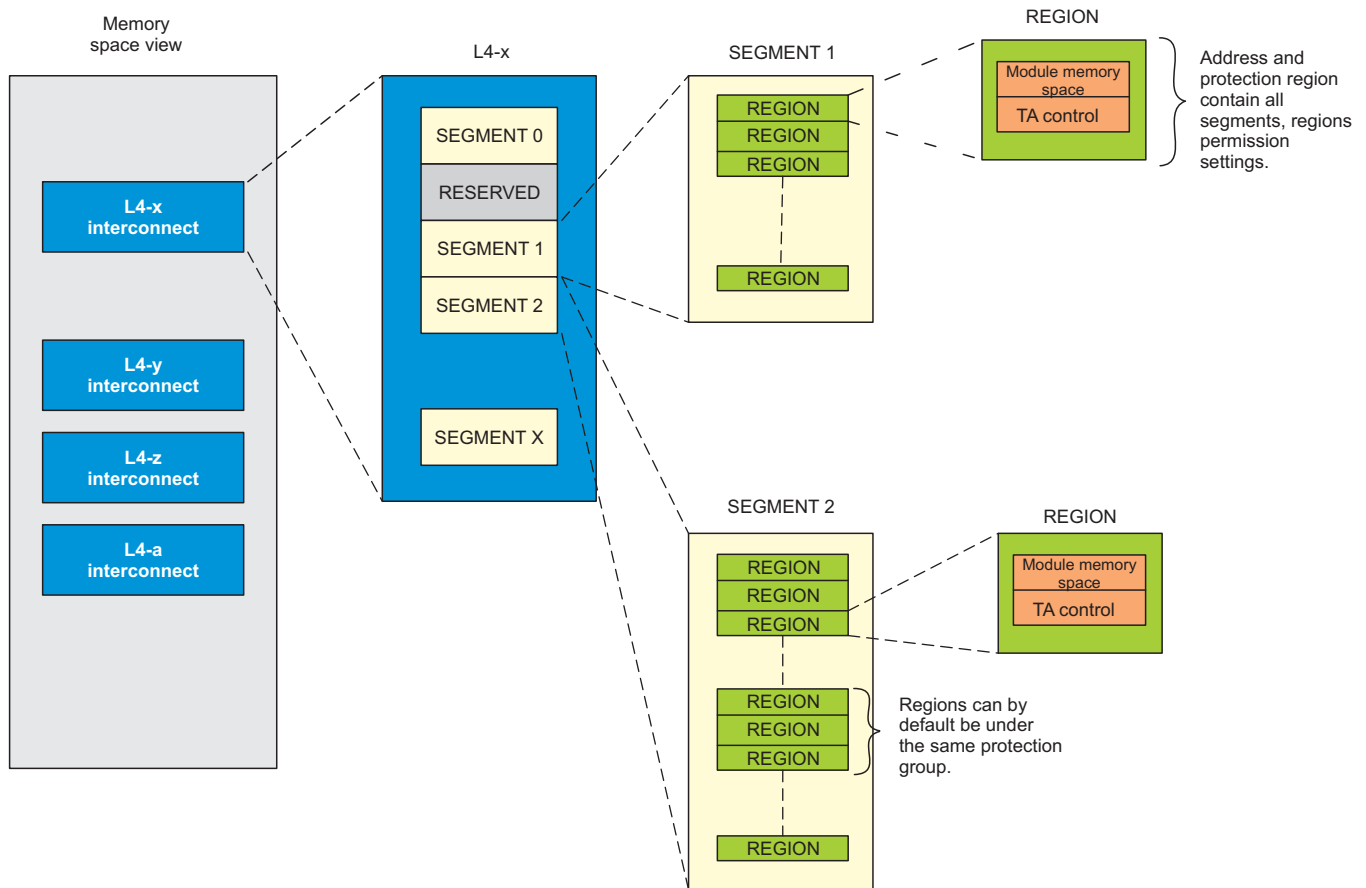 Memory
space view
L4-x
interconnect
L4-y
interconnect
L4-z
interconnect
L4-a
interconnect
L4-x
SEGMENT 0
RESERVED
SEGMENT 1
SEGMENT 2
SEGMENT X
SEGMENT 1
REGION
REGION
REGION
REGION
REGION
Module memory
space
TA control
Address and
protection region
contain all
segments, regions
permission
settings.
SEGMENT 2
REGION
REGION
REGION
REGION
REGION
REGION
REGION
REGION
Module memory
space
TA control
Regions can by
default be under
the same protection
group.